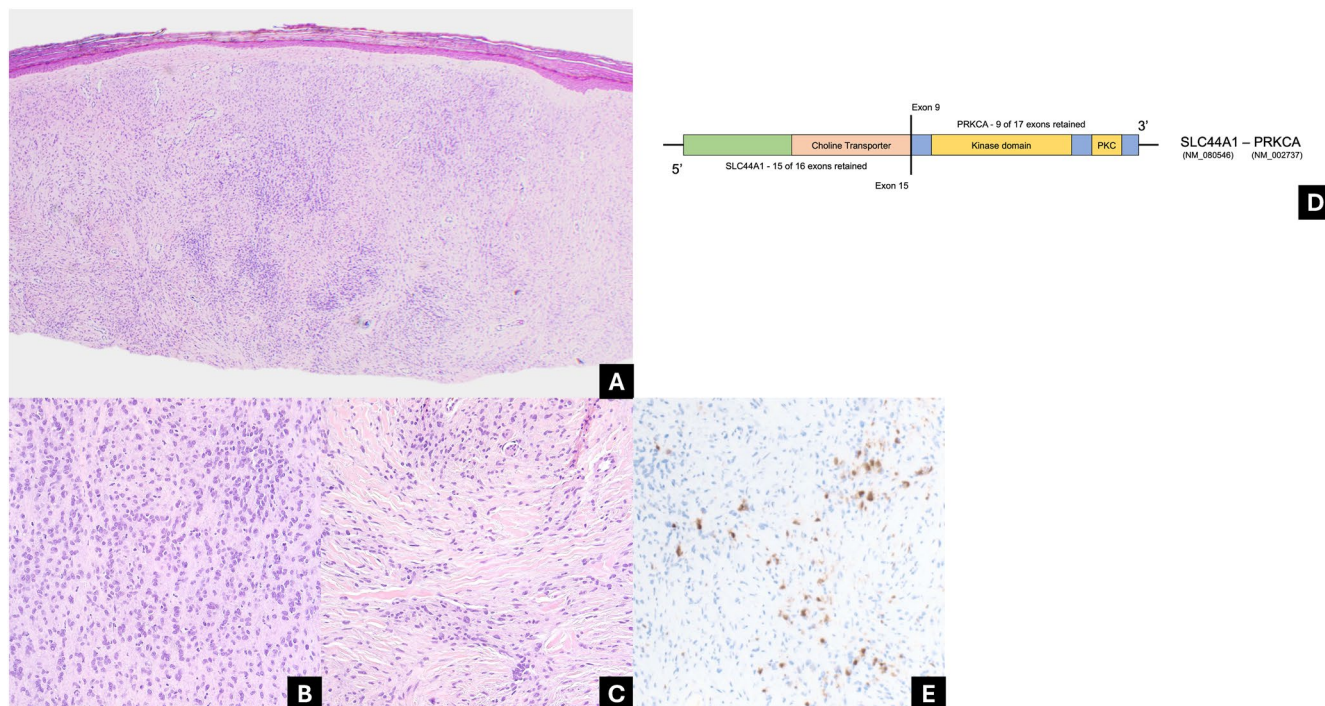 A
Exon 9
PRKCA - 9 of 17 exons retained
3'
Choline Transporter
Kinase domain
PKC
SLC44A1 – PRKCA
(NM_080546) (NM_002737)
5'
SLC44A1 - 15 of 16 exons retained
Exon 15
D
B
C
E